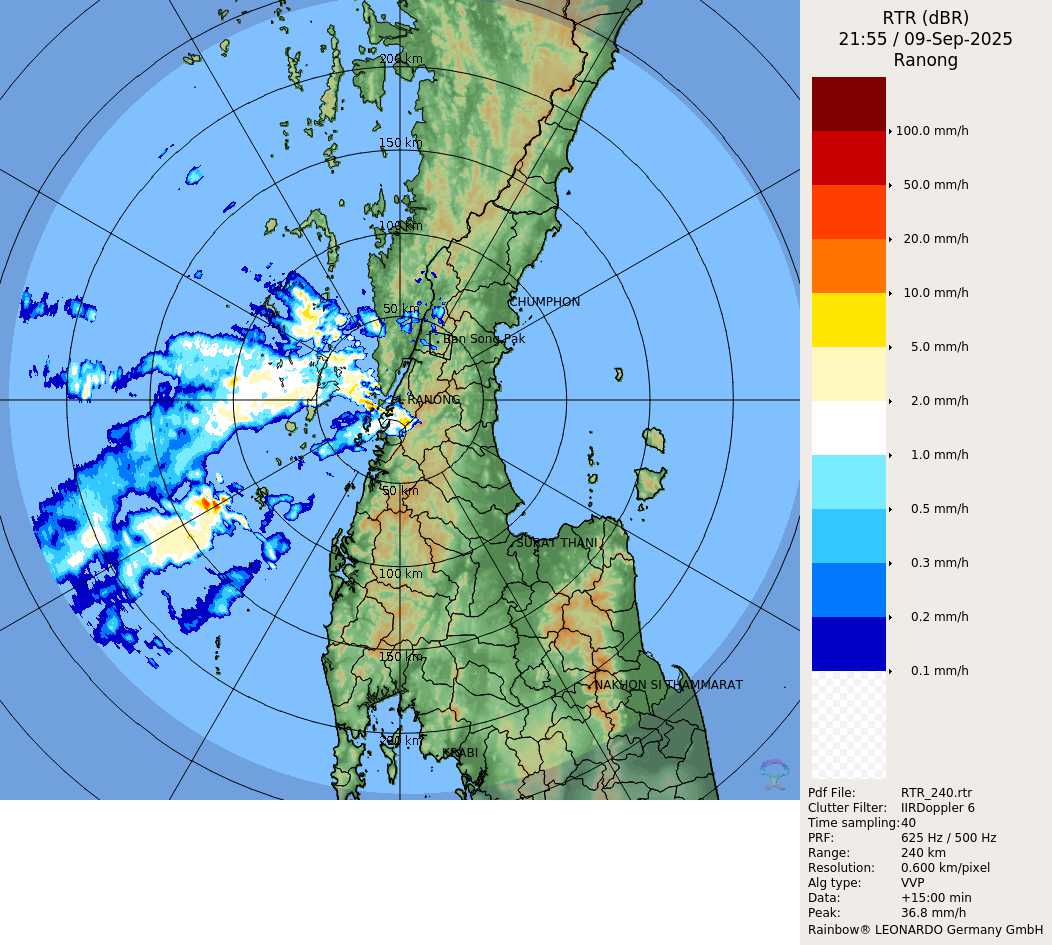 RTR (dBR)
21:55 / 09-Sep-2025
Ranong
200 km
150 km
100 km
50 km
CHUMPHON
Ban Song Pak
RANONG
50 km
SURAT THANI
100 km
150 km
NAKHON SI THAMMARAT
200 km
KRABI
100.0 mm/h
50.0 mm/h
20.0 mm/h
10.0 mm/h
5.0 mm/h
2.0 mm/h
1.0 mm/h
0.5 mm/h
0.3 mm/h
0.2 mm/h
0.1 mm/h
Pdf File: RTR_240.rtr
Clutter Filter: IIRDoppler 6
Time sampling: 40
PRF: 625 Hz / 500 Hz
Range: 240 km
Resolution: 0.600 km/pixel
Alg type: VVP
Data: +15:00 min
Peak: 36.8 mm/h
Rainbow® LEONARDO Germany GmbH